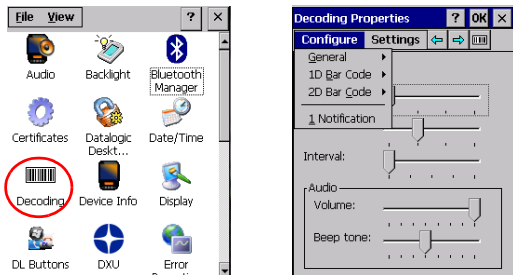 File View ? ×
Audio Backlight Bluetooth
Manager
Certificates Datalogic Date/Time
Deskt...
Decoding Device Info Display
DL Buttons DXU Error
Decoding Properties ? OK ×
Configure Settings
General
1D Bar Code
2D Bar Code
1 Notification
Interval:
Audio
Volume:
Beep tone: